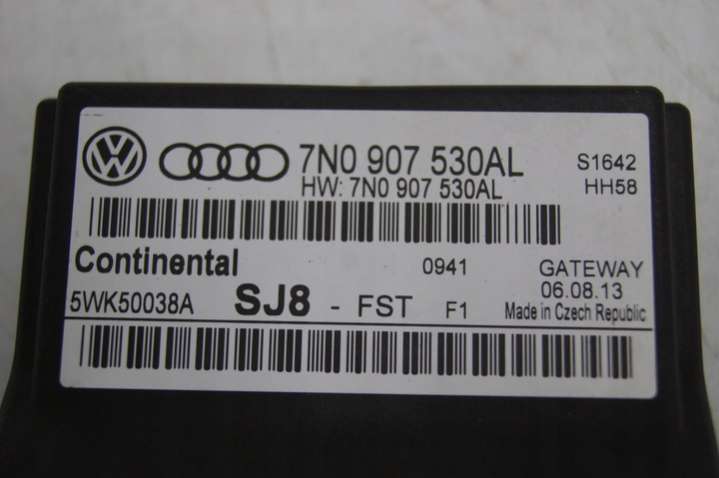 7N0 907 530AL S1642
HW: 7N0 907 530AL HH58
Continental 0941 GATEWAY
5WK50038A SJ8 - FST F1 06.08.13
Made in Czech Republic